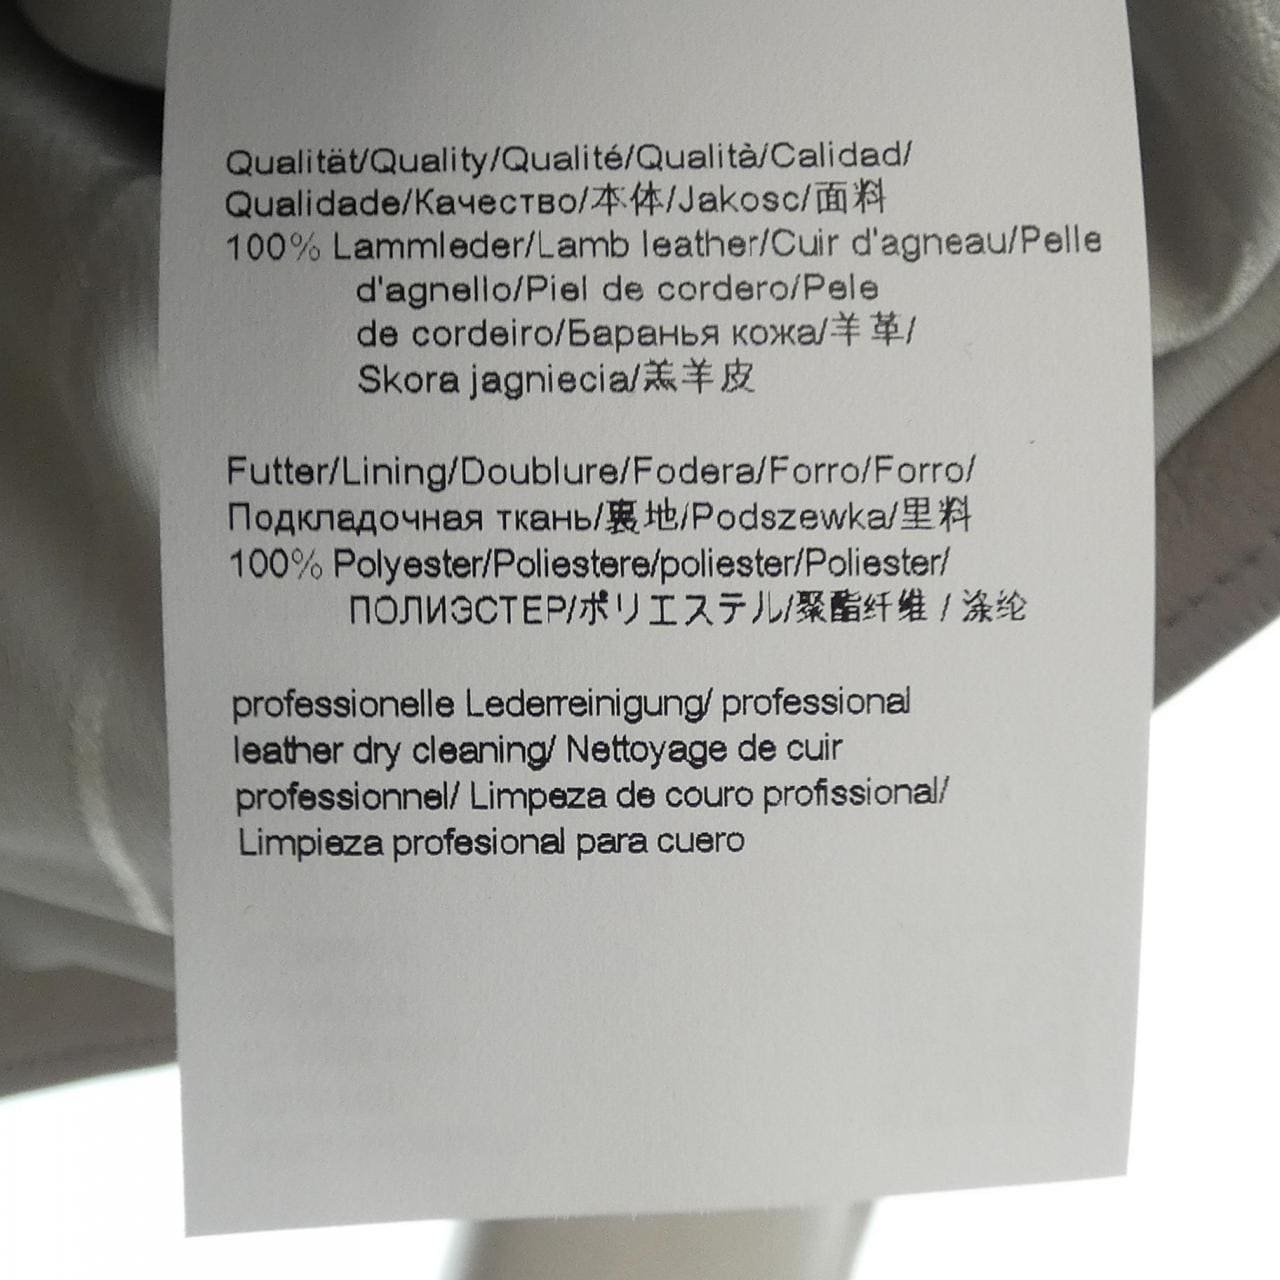 Qualität/Quality/Qualité/Qualità/Calidad/
Qualidade/Качество/本体/Jakosc/面料
100% Lammleder/Lamb leather/Cuir d'agneau/Pelle
d'agnello/Piel de cordero/Pele
de cordeiro/Баранья кожа/羊革/
Skora jagniecia/羔羊皮
Futter/Lining/Doublure/Fodera/Forro/Forro/
Подкладочная ткань/裏地/Podszewka/里料
100% Polyester/Poliestere/poliester/Poliester/
ПОЛИЭСТЕР/ポリエステル/聚酯纤维 / 涤纶
professionelle Lederreinigung/ professional
leather dry cleaning/ Nettoyage de cuir
professionnel/ Limpeza de couro profissional/
Limpieza profesional para cuero